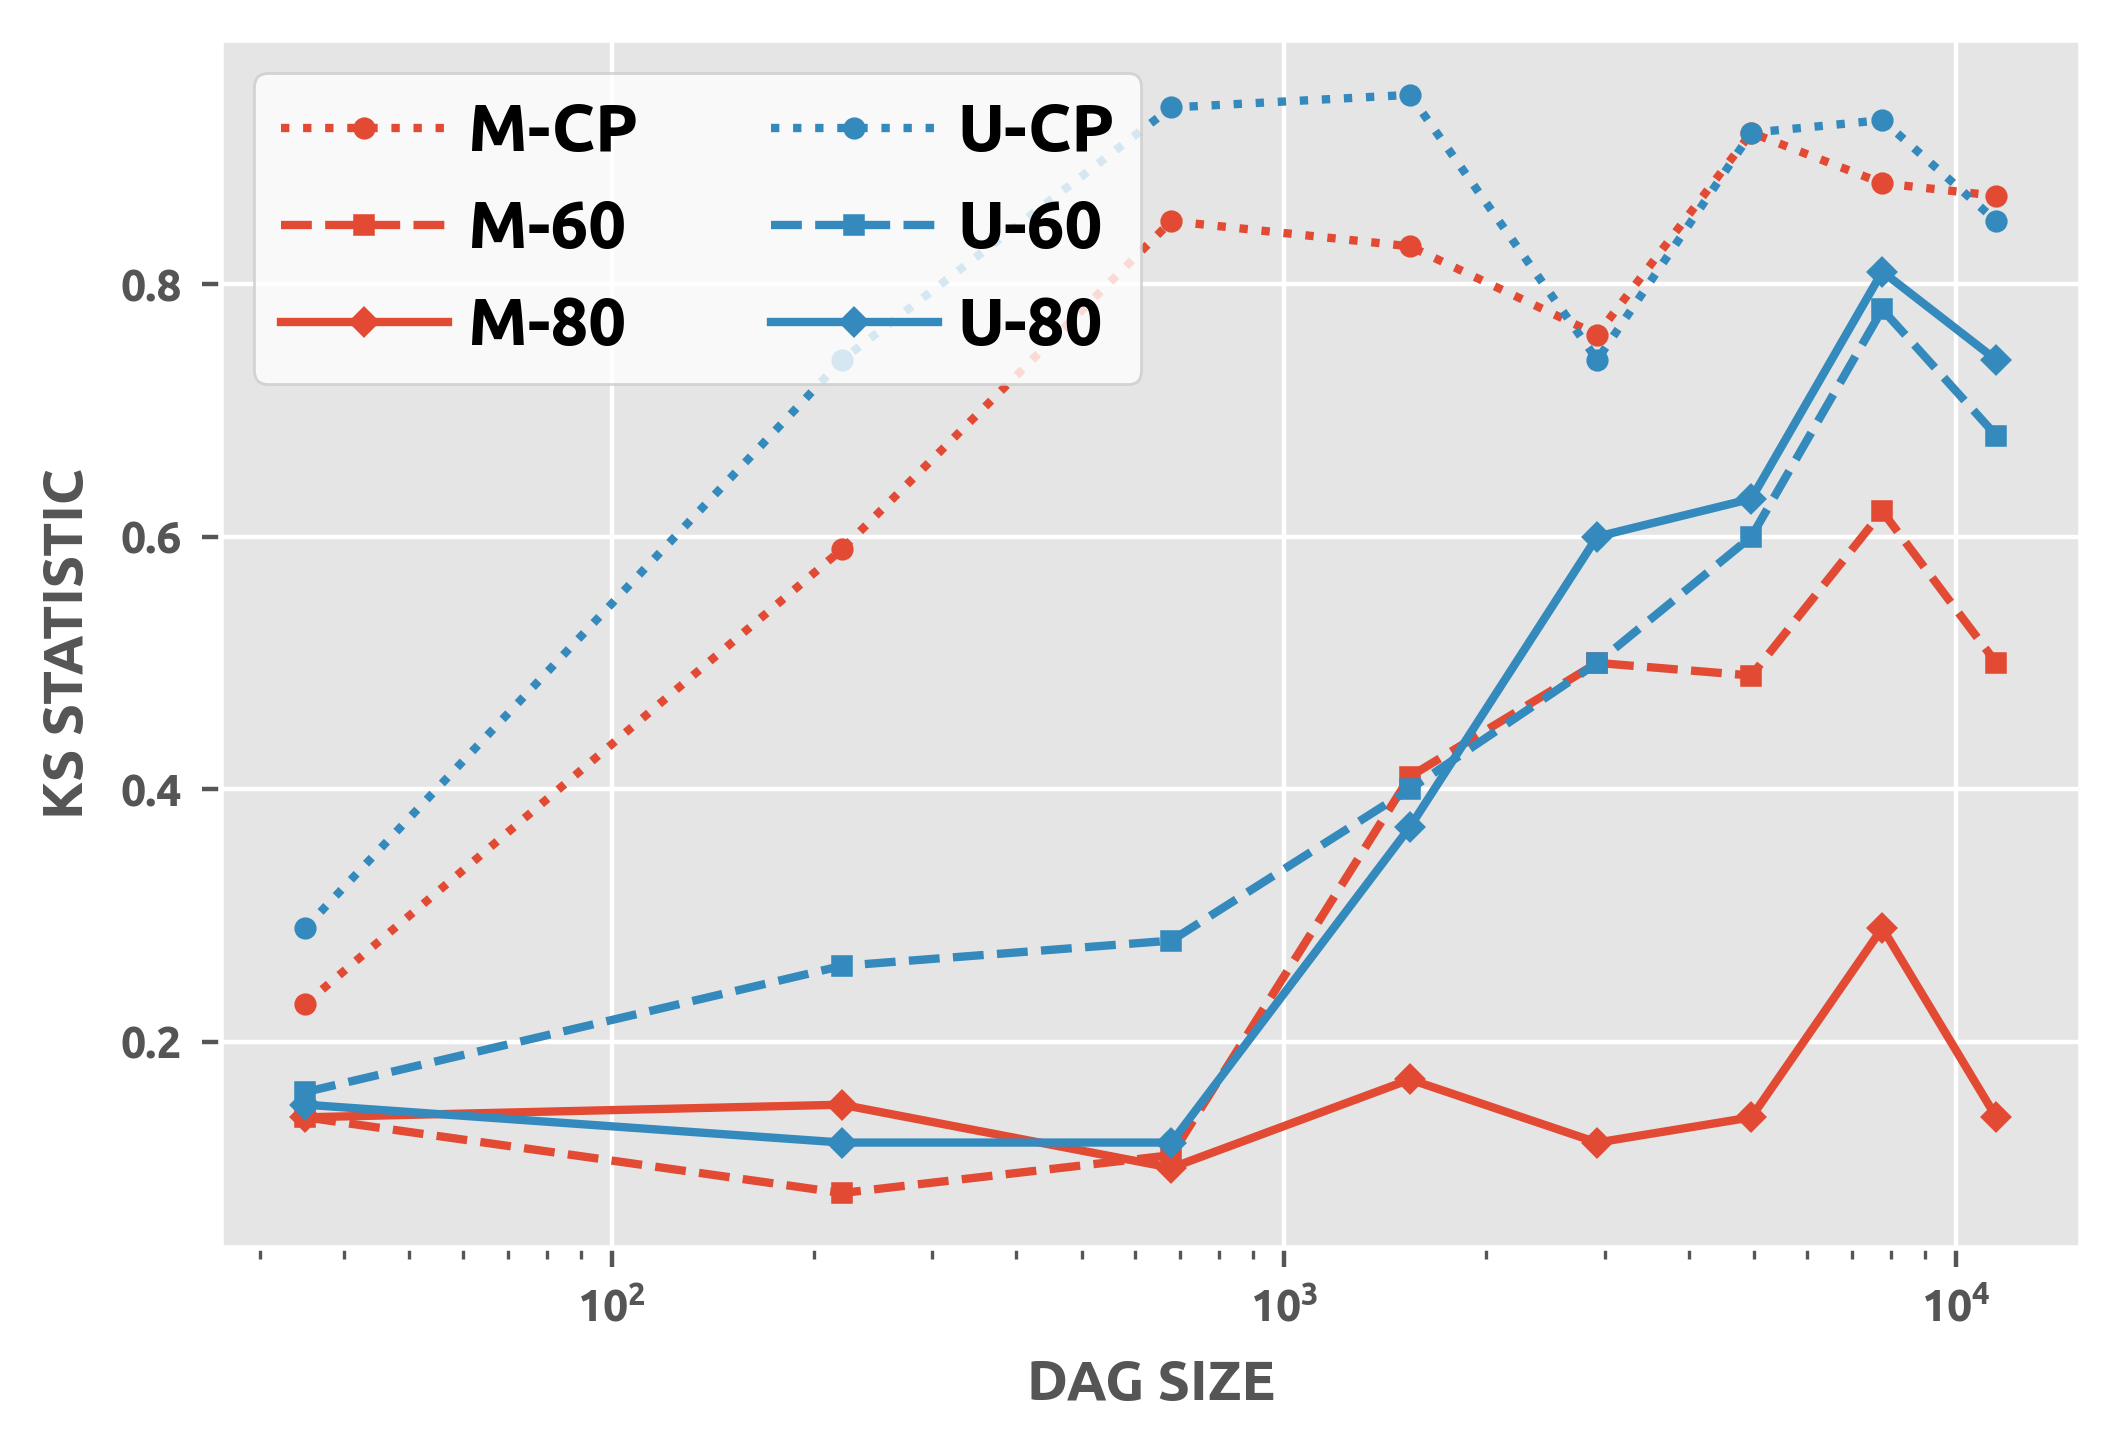 M-CP U-CP
M-60 U-60
M-80 U-80
0.8
0.6
0.4
0.2
KS STATISTIC
10² 10³ 10⁴
DAG SIZE